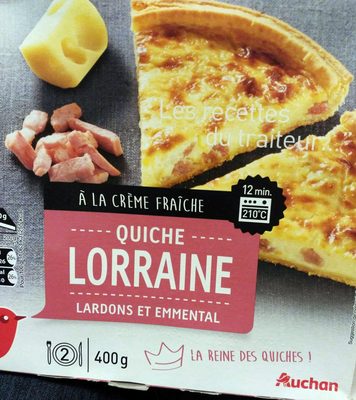 Les recettes
du traiteur
À LA CRÈME FRAÎCHE
12 min.
210°C
QUICHE
LORRAINE
LARDONS ET EMMENTAL
2
400g
LA REINE DES QUICHES !
Auchan